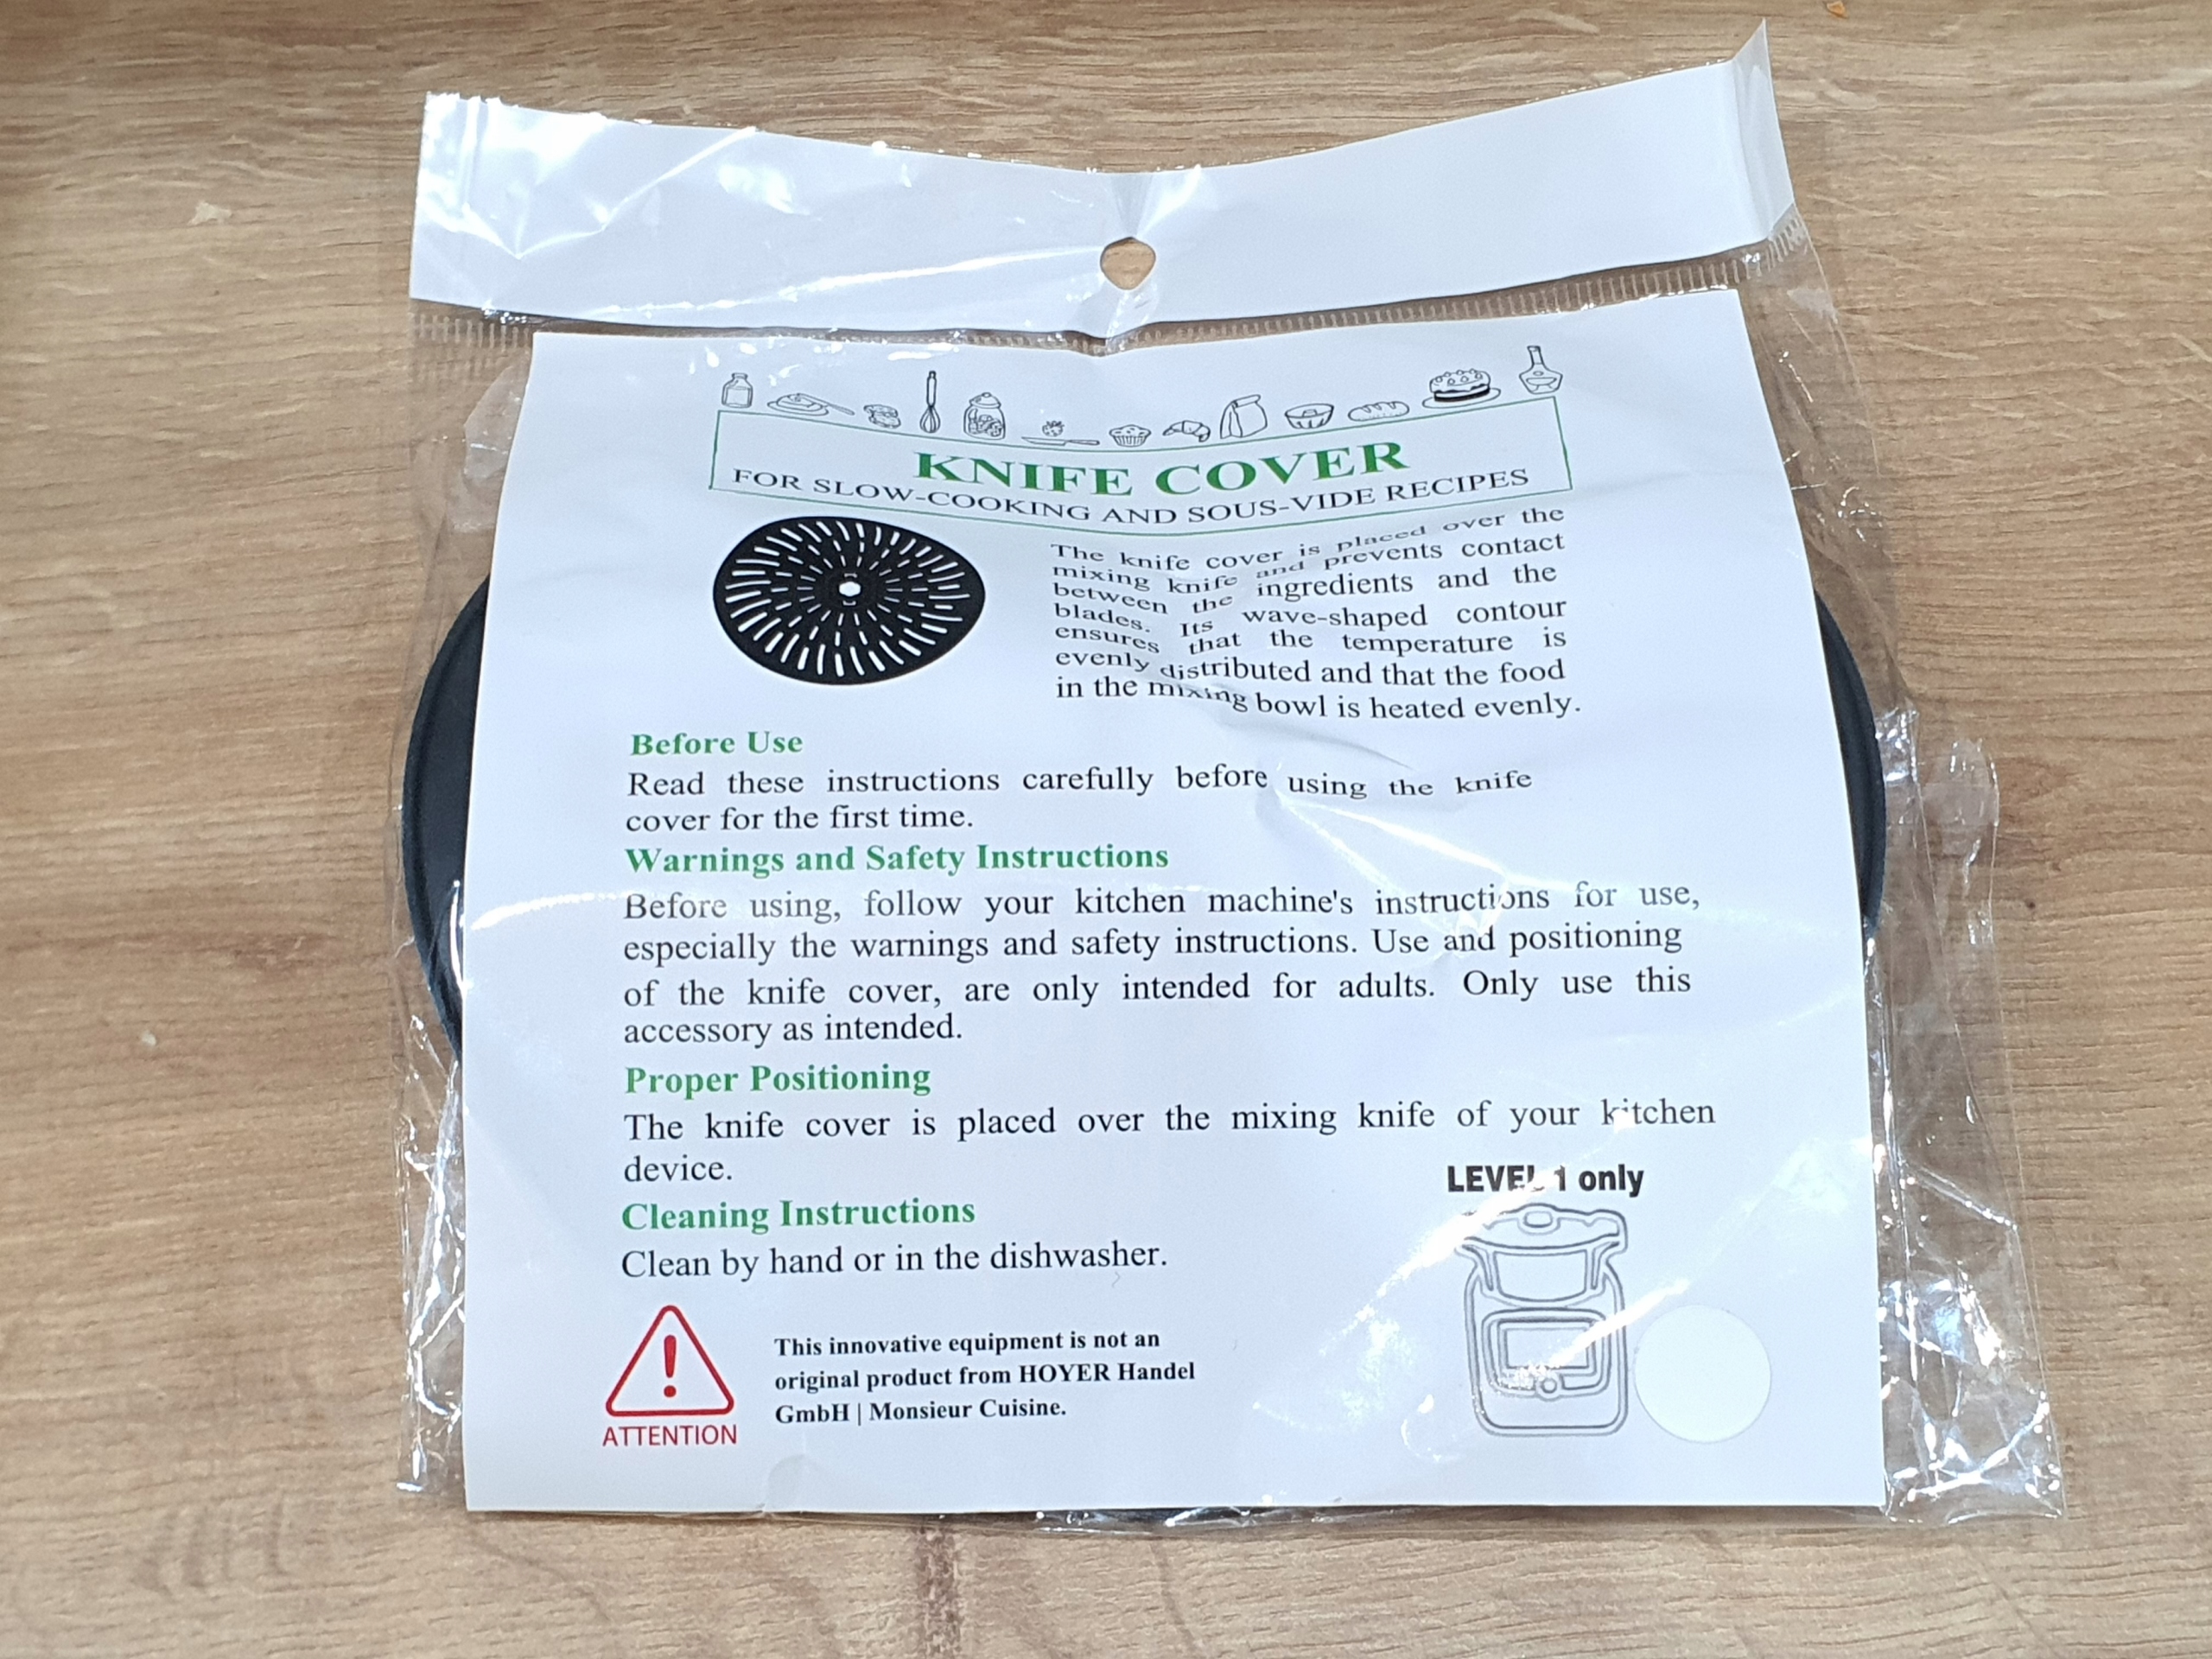 KNIFE COVER
FOR SLOW-COOKING AND SOUS-VIDE RECIPES
The knife cover is placed over the
mixing knife and prevents contact
between the ingredients and the
blades. Its wave-shaped contour
ensures that the temperature is
evenly distributed and that the food
in the mixing bowl is heated evenly.
Before Use
Read these instructions carefully before using the knife
cover for the first time.
Warnings and Safety Instructions
Before using, follow your kitchen machine's instructions for use,
especially the warnings and safety instructions. Use and positioning
of the knife cover, are only intended for adults. Only use this
accessory as intended.
Proper Positioning
The knife cover is placed over the mixing knife of your kitchen
device.
LEVEL 1 only
Cleaning Instructions
Clean by hand or in the dishwasher.
This innovative equipment is not an
original product from HOYER Handel
GmbH | Monsieur Cuisine.
ATTENTION